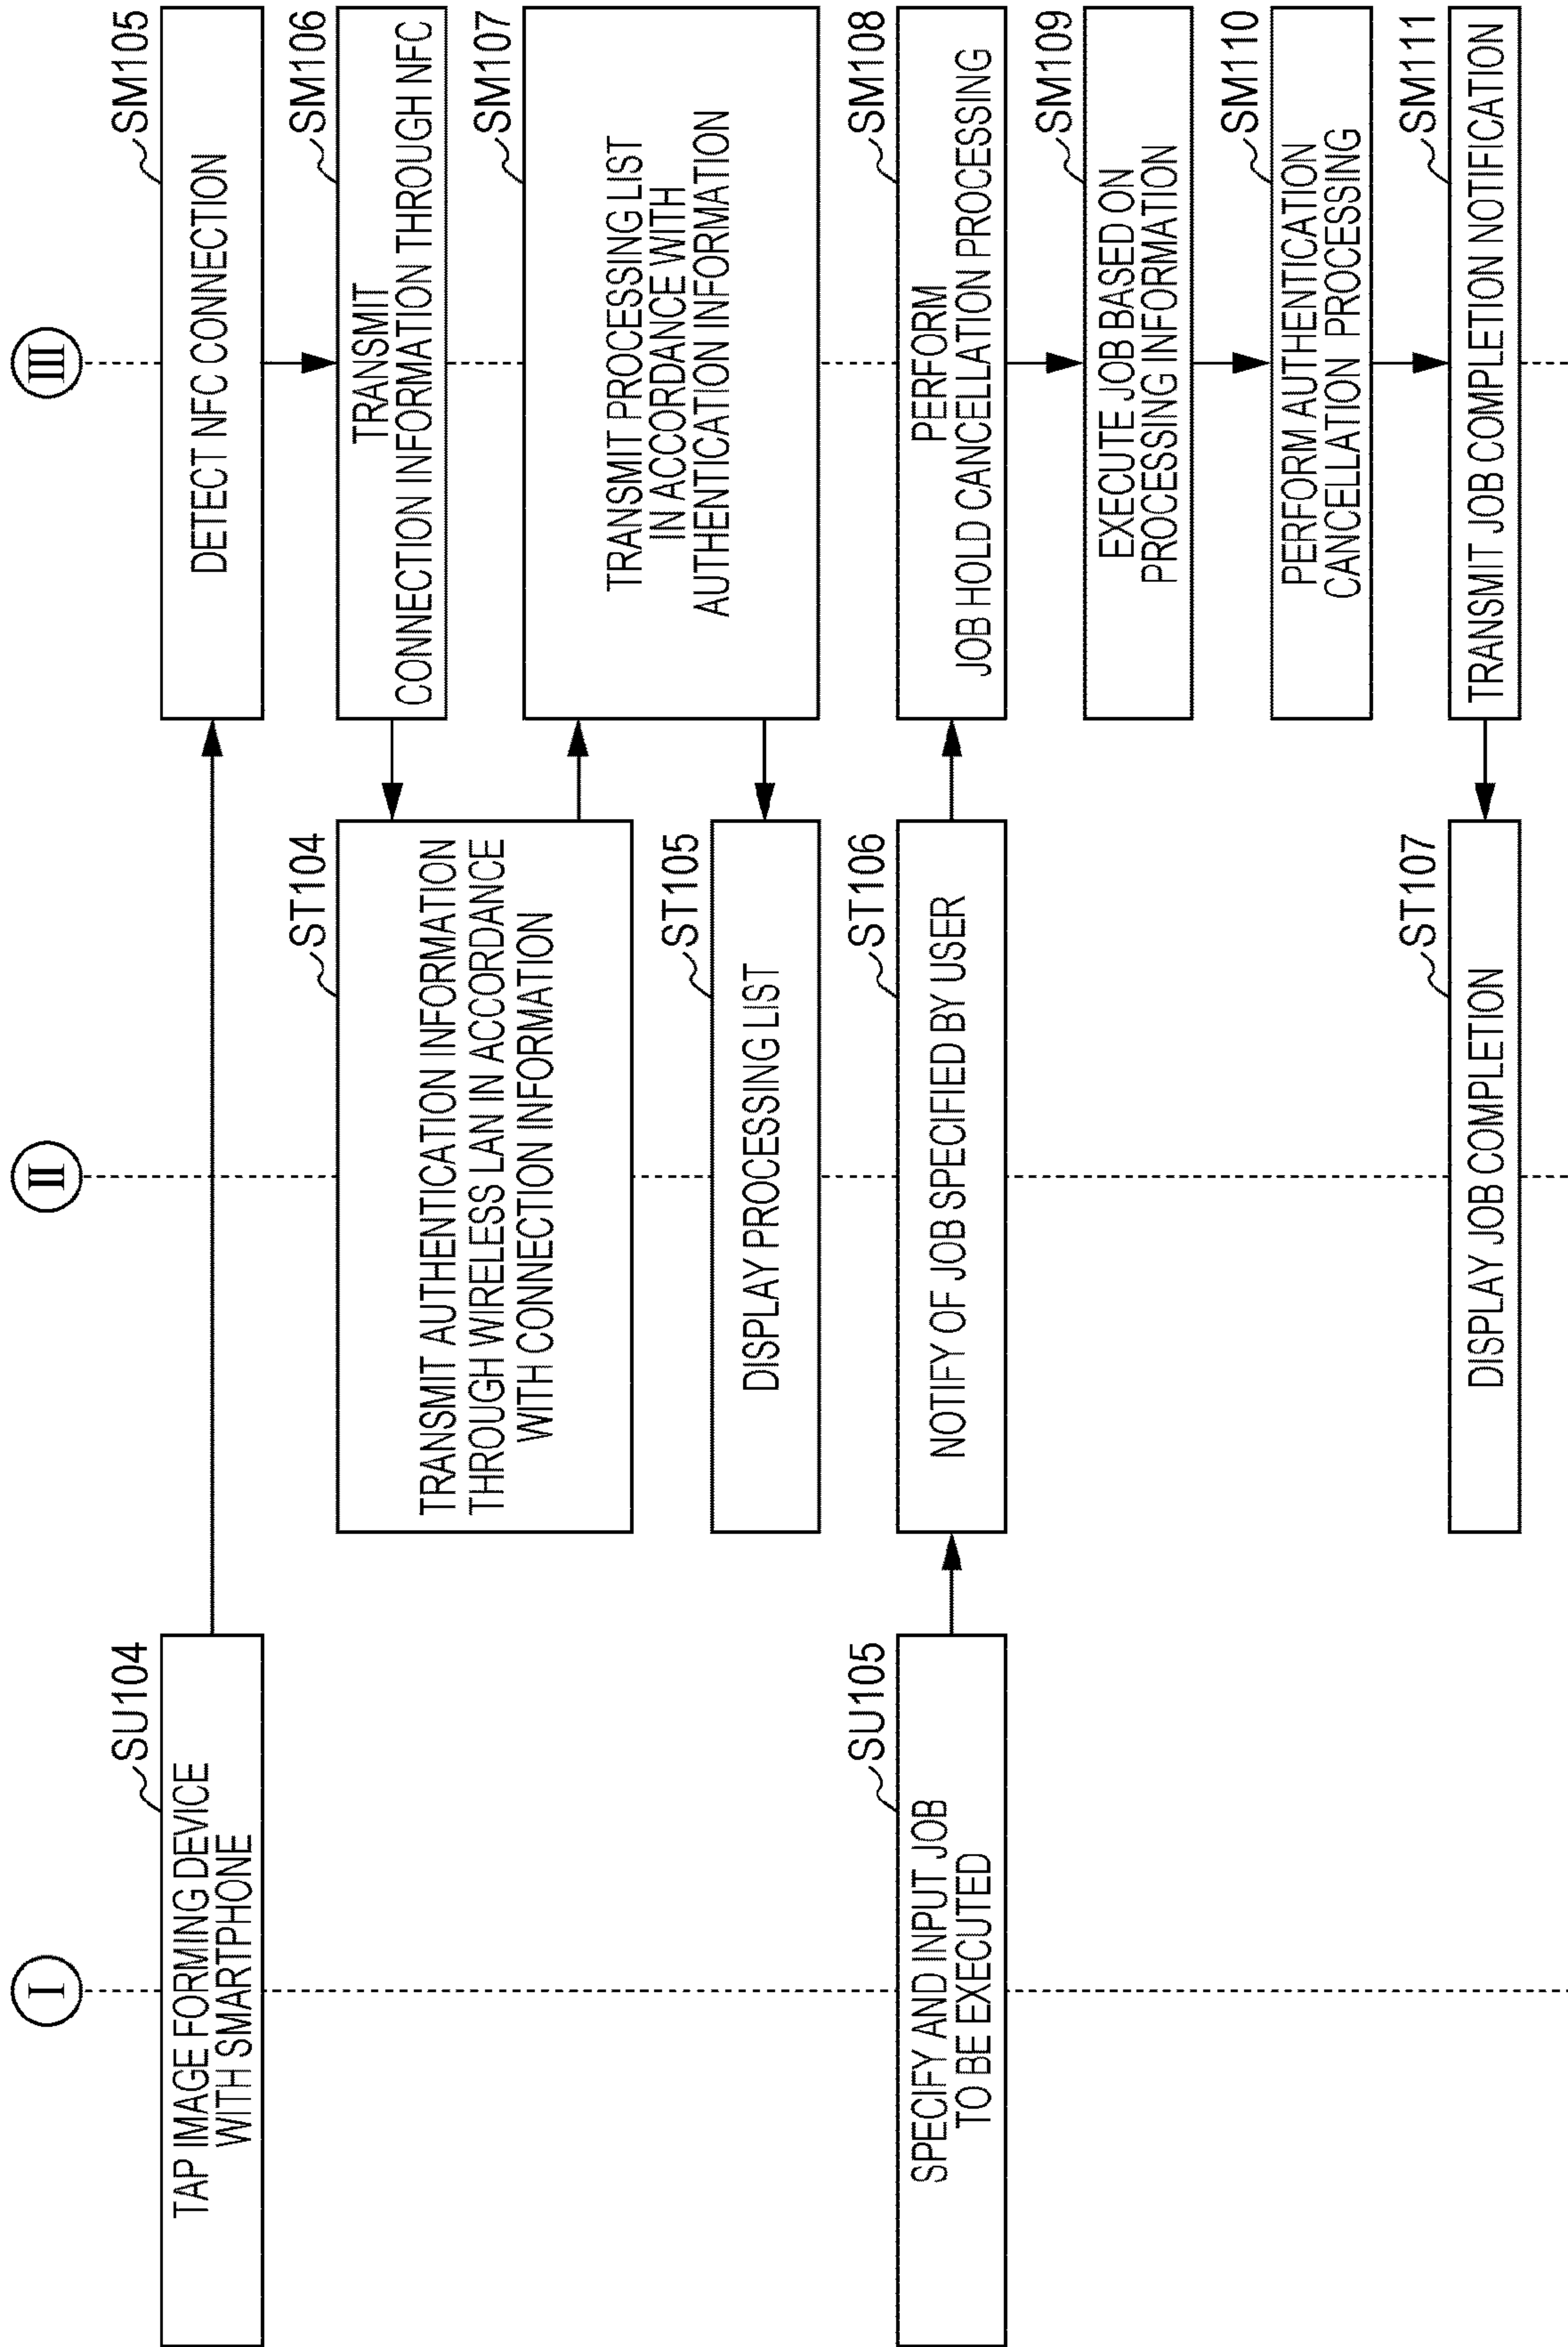 I
II
III
SU104
TAP IMAGE FORMING DEVICE
WITH SMARTPHONE
SM105
DETECT NFC CONNECTION
SM106
TRANSMIT
CONNECTION INFORMATION THROUGH NFC
ST104
TRANSMIT AUTHENTICATION INFORMATION
THROUGH WIRELESS LAN IN ACCORDANCE
WITH CONNECTION INFORMATION
SM107
TRANSMIT PROCESSING LIST
IN ACCORDANCE WITH
AUTHENTICATION INFORMATION
ST105
DISPLAY PROCESSING LIST
SU105
SPECIFY AND INPUT JOB
TO BE EXECUTED
ST106
NOTIFY OF JOB SPECIFIED BY USER
SM108
PERFORM
JOB HOLD CANCELLATION PROCESSING
SM109
EXECUTE JOB BASED ON
PROCESSING INFORMATION
SM110
PERFORM AUTHENTICATION
CANCELLATION PROCESSING
SM111
TRANSMIT JOB COMPLETION NOTIFICATION
ST107
DISPLAY JOB COMPLETION